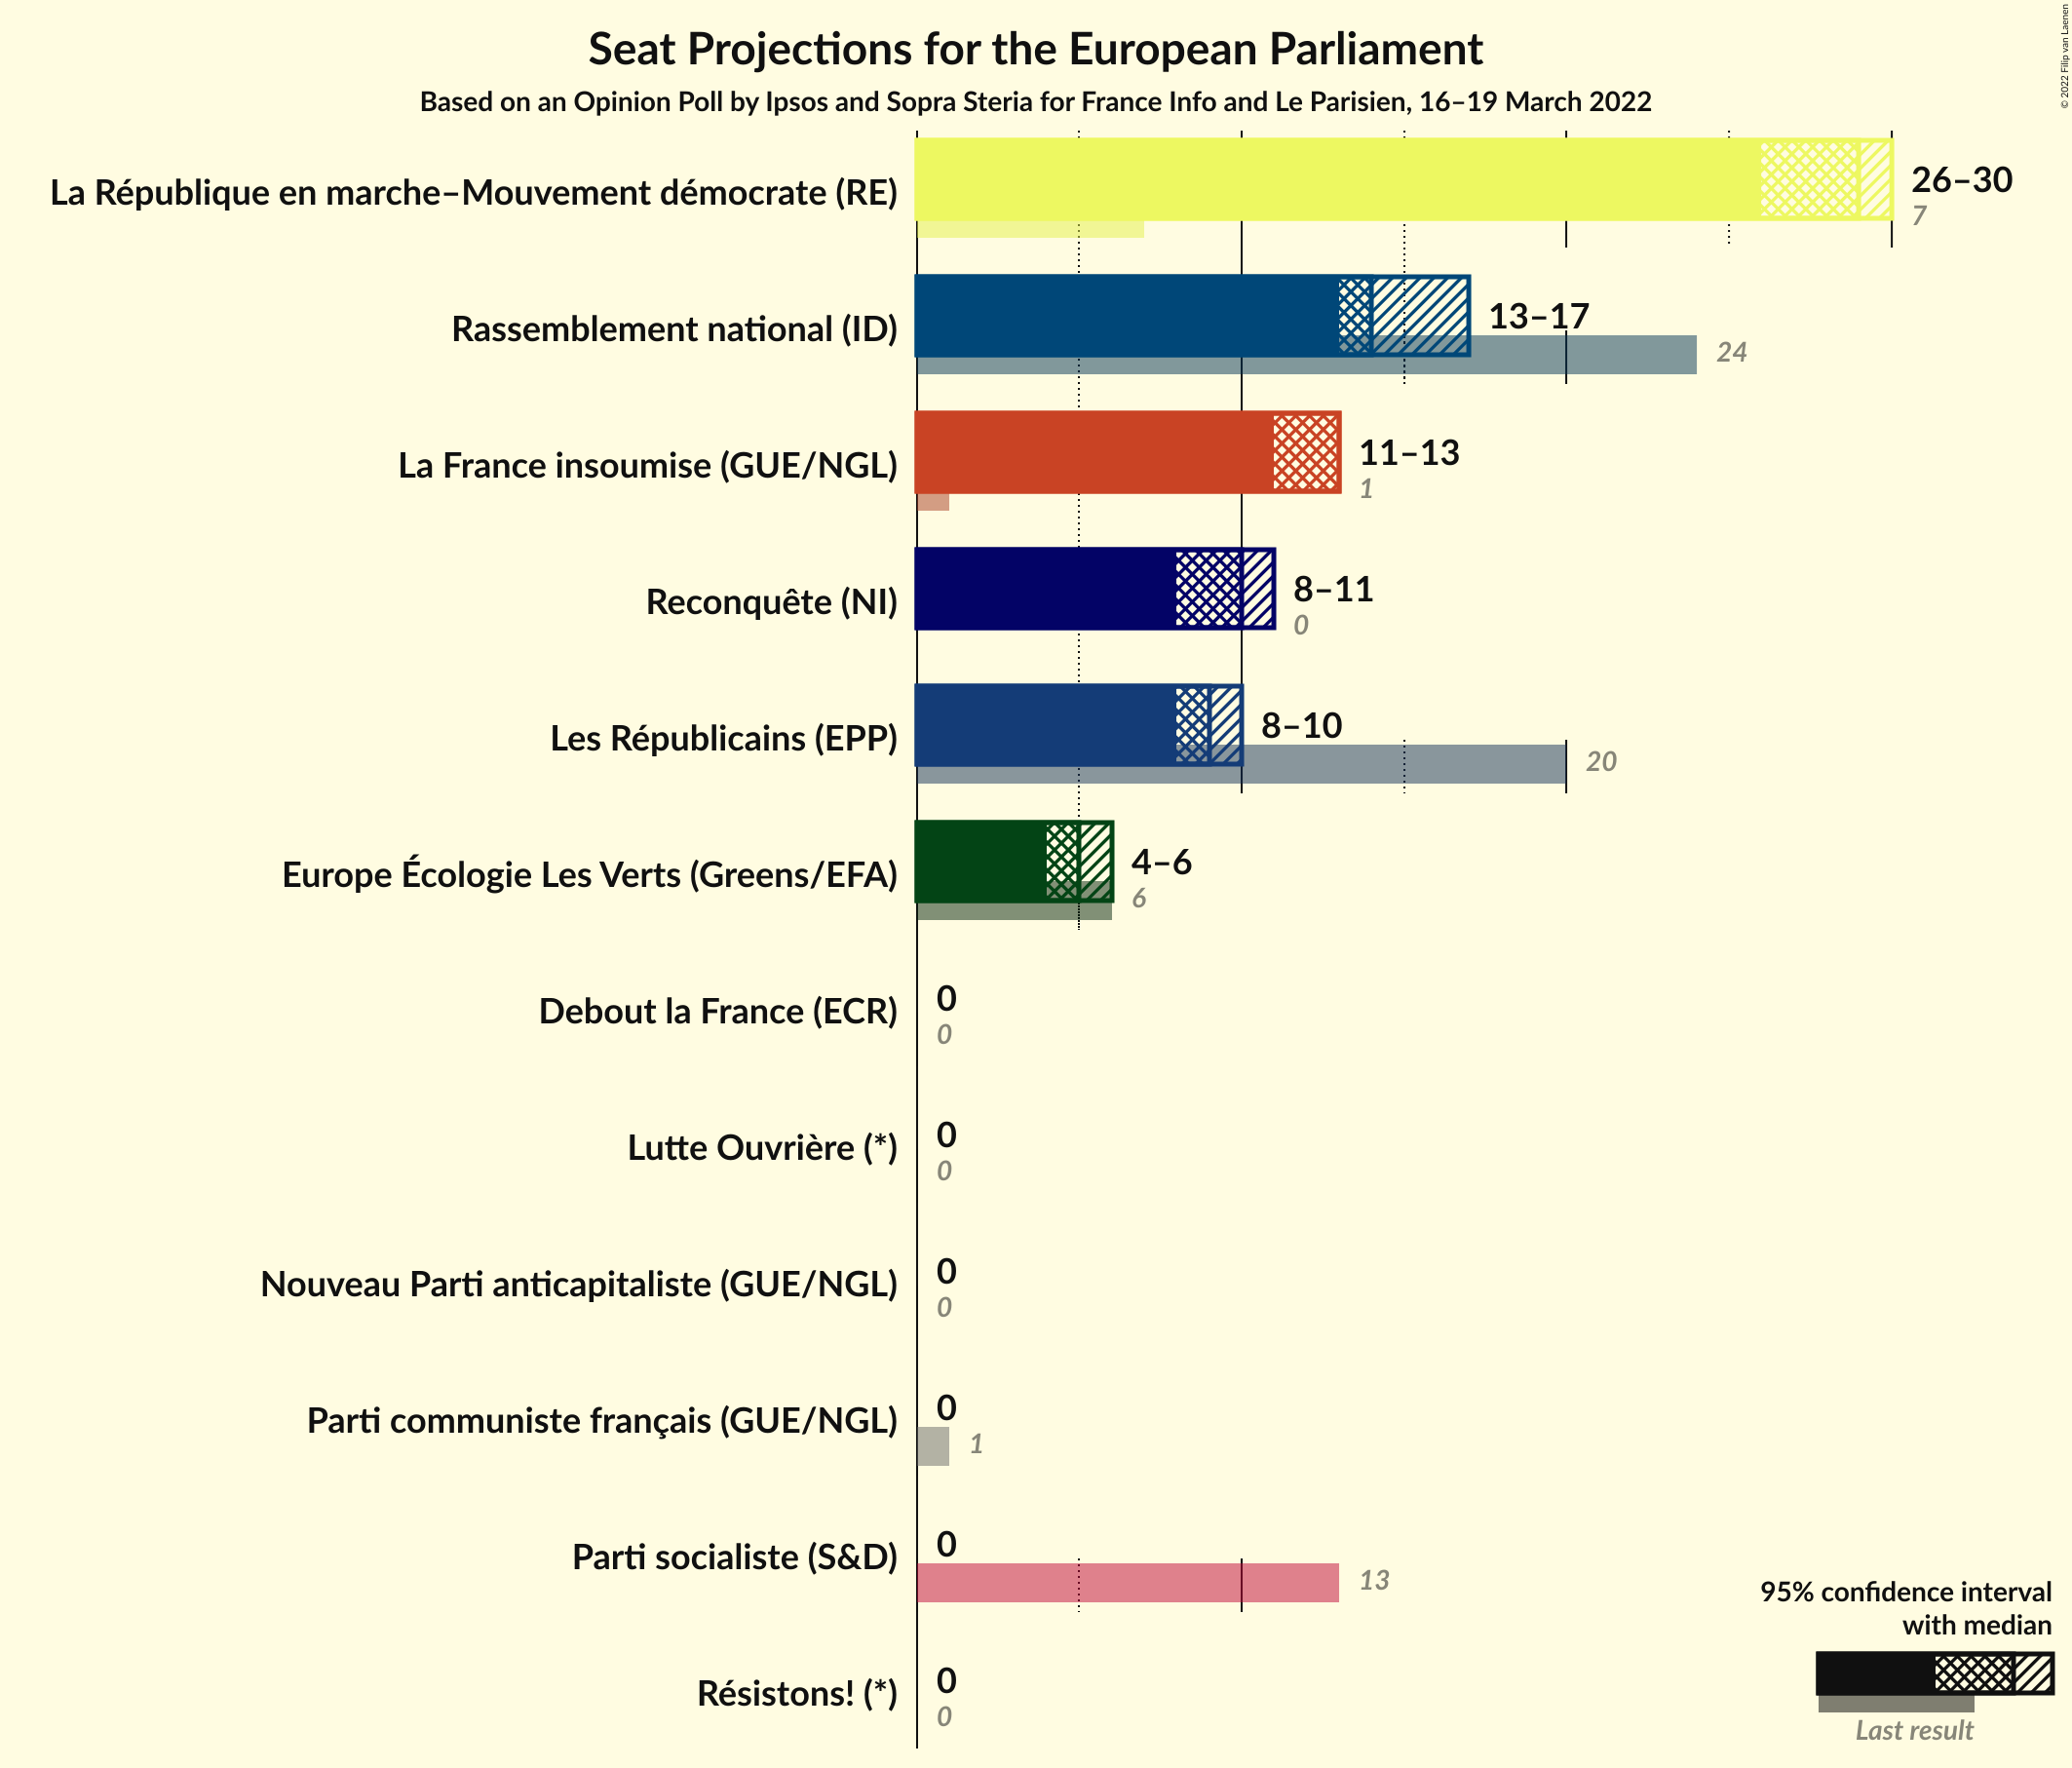 Seat Projections for the European Parliament
Based on an Opinion Poll by Ipsos and Sopra Steria for France Info and Le Parisien, 16–19 March 2022
© 2022 Filip van Laenen
La République en marche–Mouvement démocrate (RE)
26–30
7
Rassemblement national (ID)
13–17
24
La France insoumise (GUE/NGL)
11–13
1
Reconquête (NI)
8–11
0
Les Républicains (EPP)
8–10
20
Europe Écologie Les Verts (Greens/EFA)
4–6
6
Debout la France (ECR)
0
0
Lutte Ouvrière (*)
0
0
Nouveau Parti anticapitaliste (GUE/NGL)
0
0
Parti communiste français (GUE/NGL)
0
1
Parti socialiste (S&D)
0
13
Résistons! (*)
0
0
95% confidence interval
with median
Last result